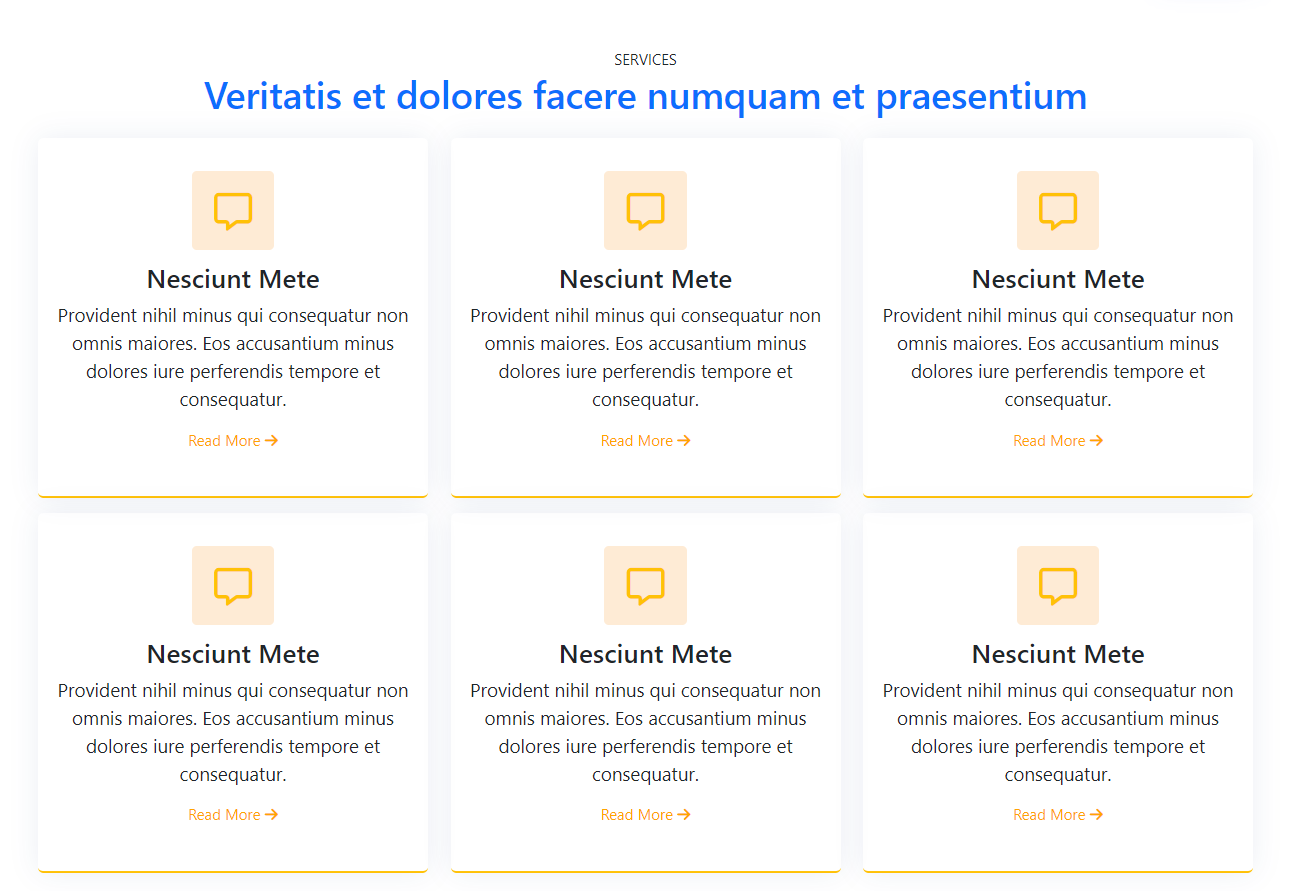 SERVICES
Veritatis et dolores facere numquam et praesentium
Nesciunt Mete
Provident nihil minus qui consequatur non
omnis maiores. Eos accusantium minus
dolores iure perferendis tempore et
consequatur.
Read More
Nesciunt Mete
Provident nihil minus qui consequatur non
omnis maiores. Eos accusantium minus
dolores iure perferendis tempore et
consequatur.
Read More
Nesciunt Mete
Provident nihil minus qui consequatur non
omnis maiores. Eos accusantium minus
dolores iure perferendis tempore et
consequatur.
Read More
Nesciunt Mete
Provident nihil minus qui consequatur non
omnis maiores. Eos accusantium minus
dolores iure perferendis tempore et
consequatur.
Read More
Nesciunt Mete
Provident nihil minus qui consequatur non
omnis maiores. Eos accusantium minus
dolores iure perferendis tempore et
consequatur.
Read More
Nesciunt Mete
Provident nihil minus qui consequatur non
omnis maiores. Eos accusantium minus
dolores iure perferendis tempore et
consequatur.
Read More